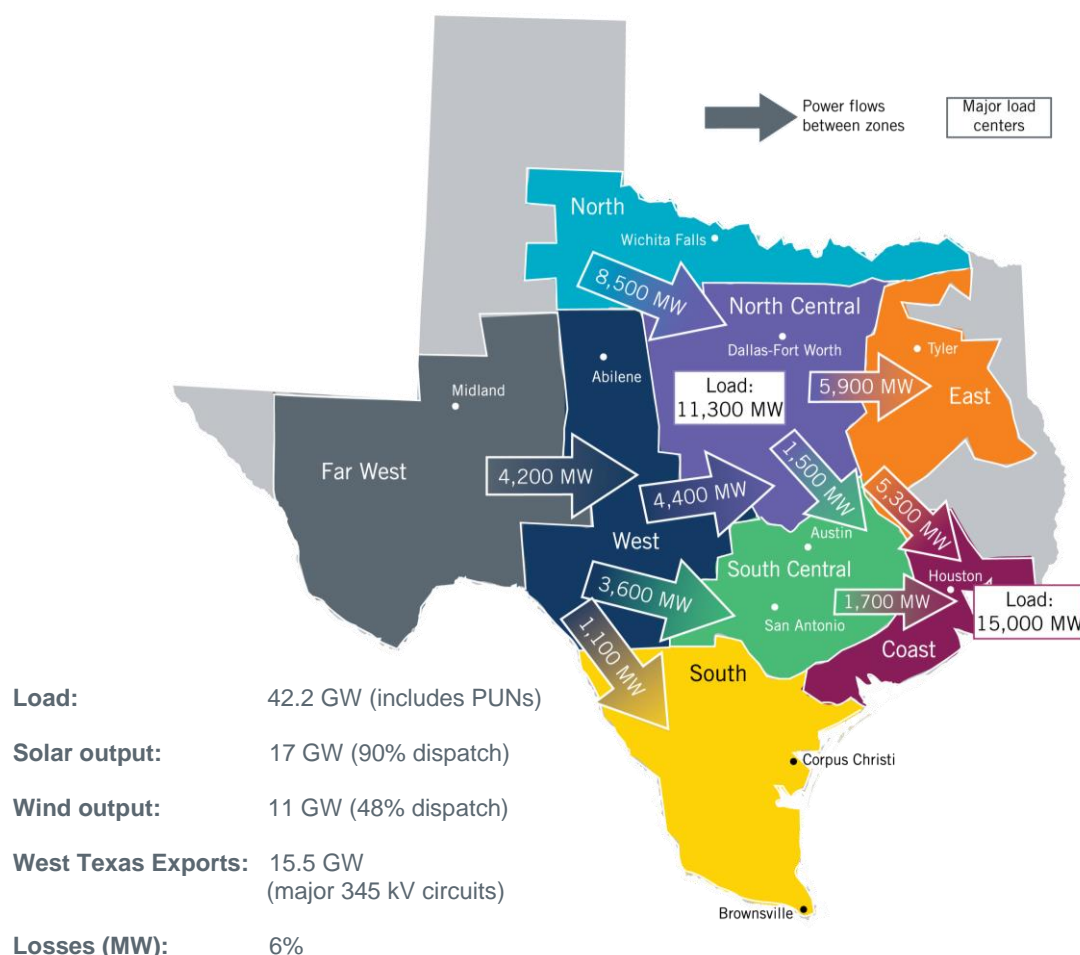 Power flows
between zones
Major load
centers
North
Wichita Falls
8,500 MW
North Central
Dallas-Fort Worth
Tyler
Abilene
Midland
Load:
11,300 MW
5,900 MW
East
Far West
4,200 MW
4,400 MW
1,500 MW
5,300 MW
West
Austin
South Central
Houston
3,600 MW
San Antonio
1,700 MW
Load:
15,000 MW
Coast
1,100 MW
South
Corpus Christi
Brownsville
Load: 42.2 GW (includes PUNs)
Solar output: 17 GW (90% dispatch)
Wind output: 11 GW (48% dispatch)
West Texas Exports: 15.5 GW
(major 345 kV circuits)
Losses (MW): 6%